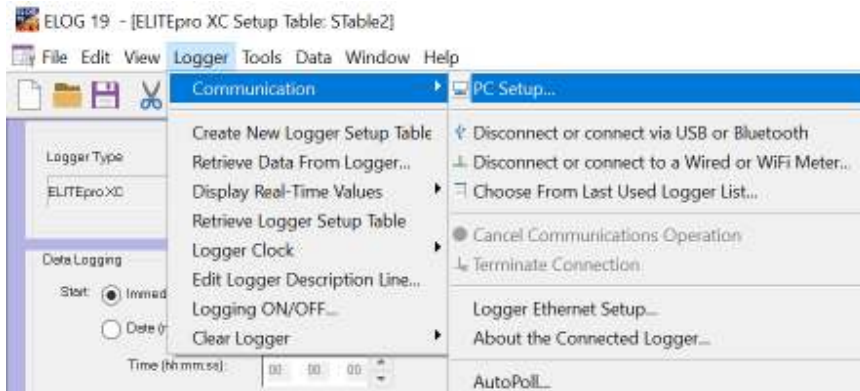 ELOG 19 - [ELITEpro XC Setup Table: STable2]
File Edit View Logger Tools Data Window Help
Communication
PC Setup...
Create New Logger Setup Table
Disconnect or connect via USB or Bluetooth
Logger Type
Retrieve Data From Logger...
Disconnect or connect to a Wired or WiFi Meter...
ELITEpro XC
Display Real-Time Values
Choose From Last Used Logger List...
Retrieve Logger Setup Table
Cancel Communications Operation
Data Logging
Logger Clock
Terminate Connection
Start: Immed
Edit Logger Description Line...
Logging ON/OFF...
Logger Ethernet Setup...
Date (
Clear Logger
About the Connected Logger...
Time (hh:mm:ss): 00 : 00 : 00
AutoPoll...